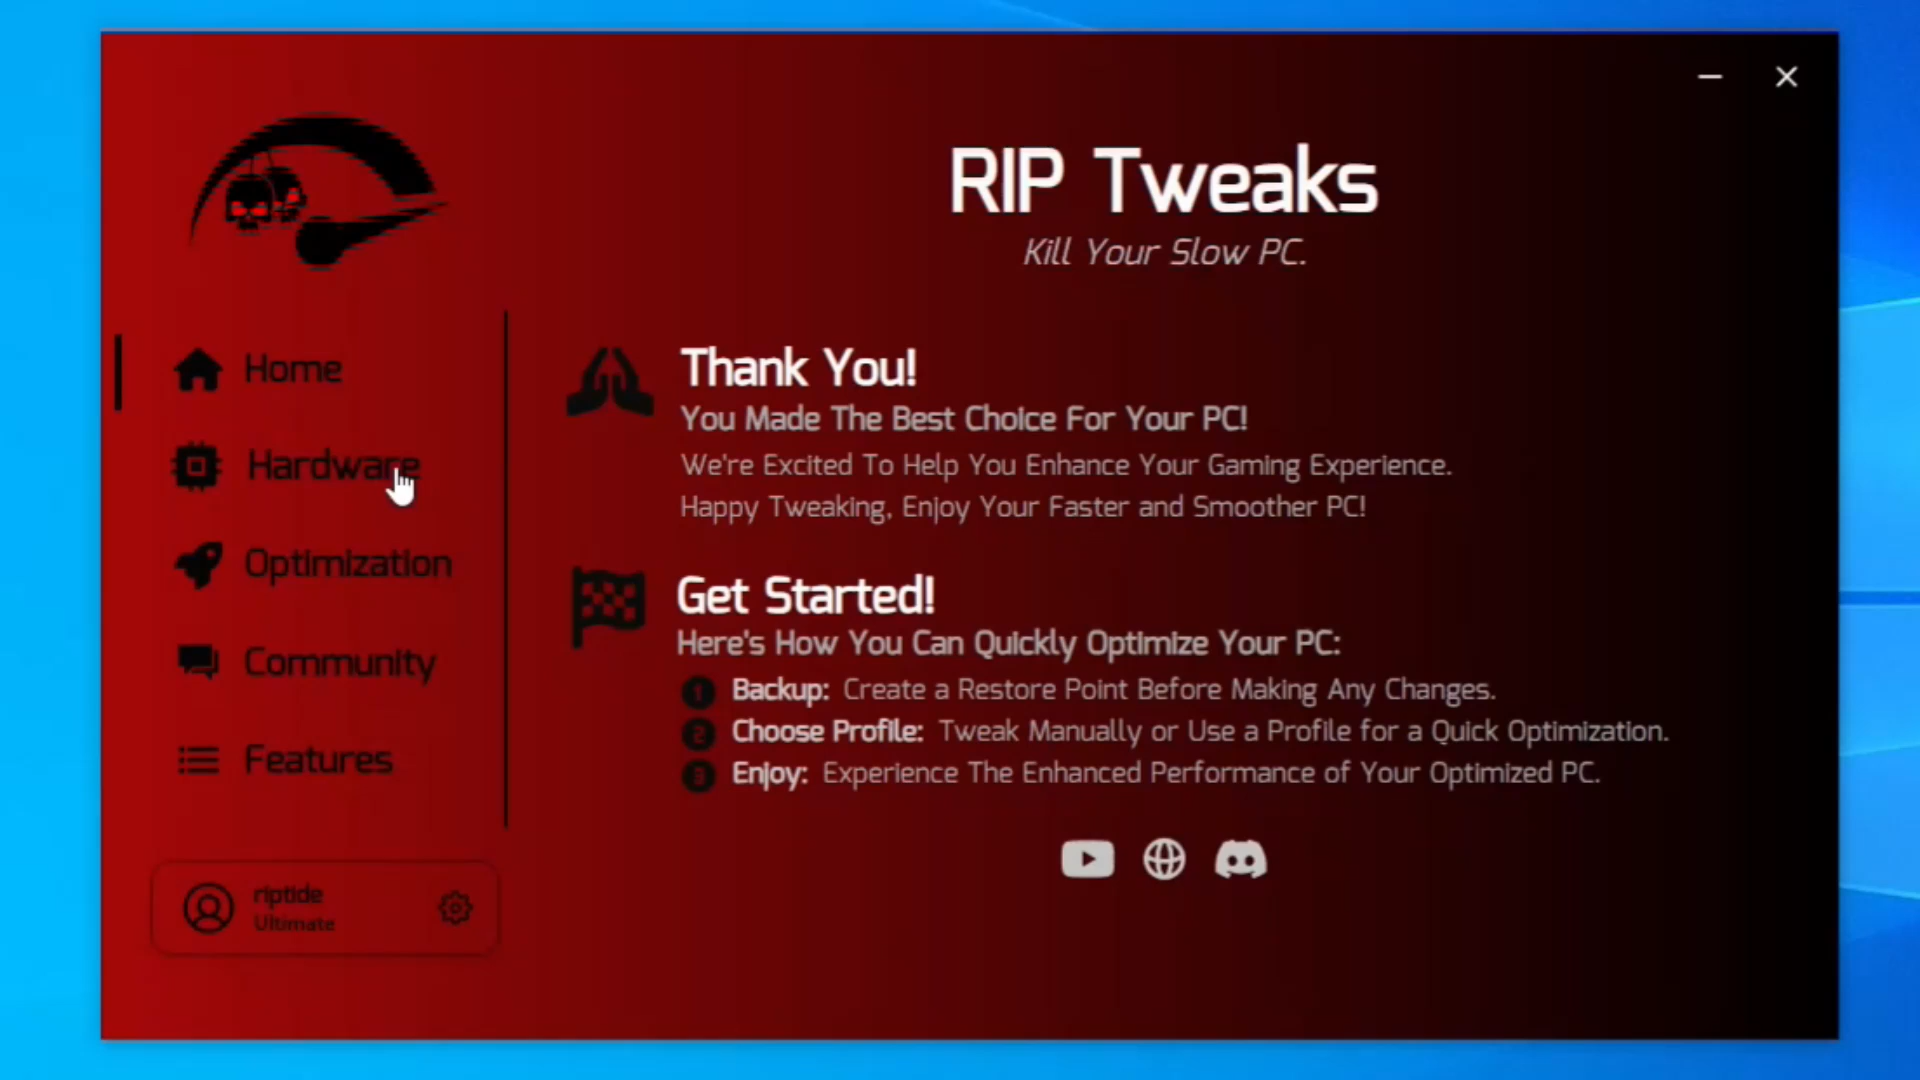 RIP Tweaks
Kill Your Slow PC.
Home
Hardware
Optimization
Community
Features
riptide
Ultimate
Thank You!
You Made The Best Choice For Your PC!
We're Excited To Help You Enhance Your Gaming Experience.
Happy Tweaking, Enjoy Your Faster and Smoother PC!
Get Started!
Here's How You Can Quickly Optimize Your PC:
1 Backup: Create a Restore Point Before Making Any Changes.
2 Choose Profile: Tweak Manually or Use a Profile for a Quick Optimization.
3 Enjoy: Experience The Enhanced Performance of Your Optimized PC.